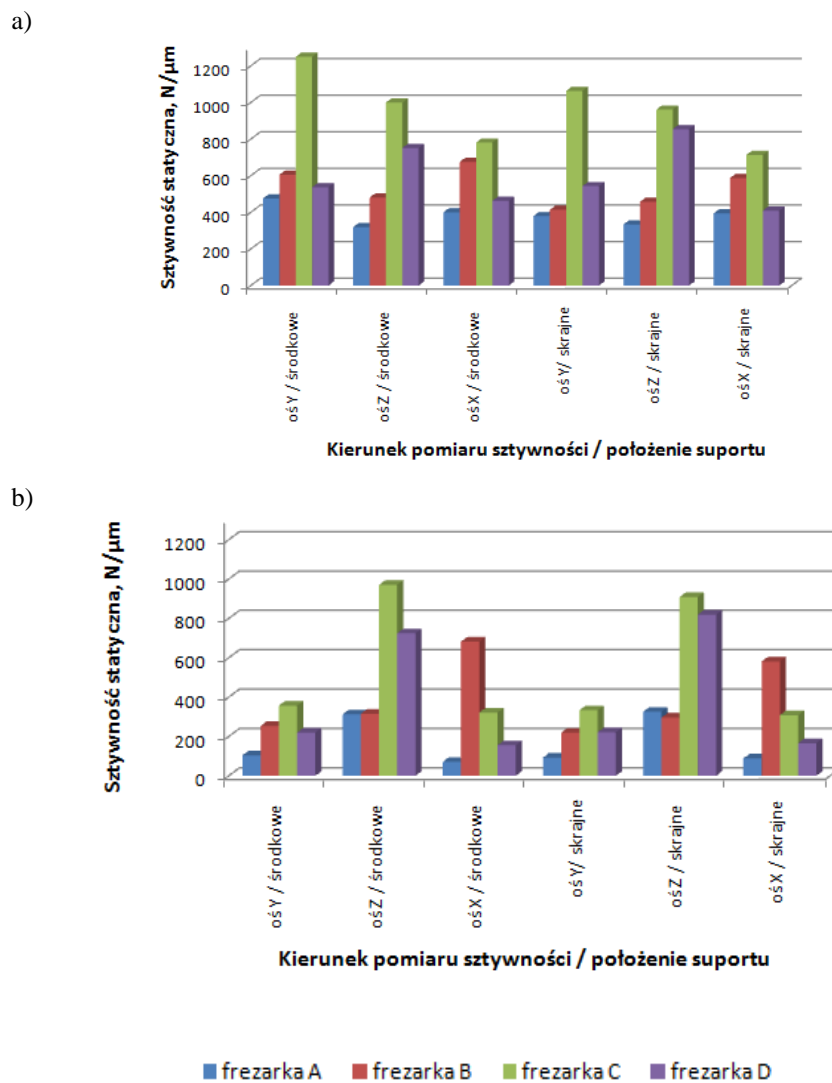 a)
Sztywność statyczna, N/µm
1200
1000
800
600
400
200
0
oś Y / środkowe
oś Z / środkowe
oś X / środkowe
oś Y/ skrajne
oś Z / skrajne
oś X / skrajne
Kierunek pomiaru sztywności / położenie suportu
b)
Sztywność statyczna, N/µm
1200
1000
800
600
400
200
0
oś Y / środkowe
oś Z / środkowe
oś X / środkowe
oś Y/ skrajne
oś Z / skrajne
oś X / skrajne
Kierunek pomiaru sztywności / położenie suportu
frezarka A frezarka B frezarka C frezarka D